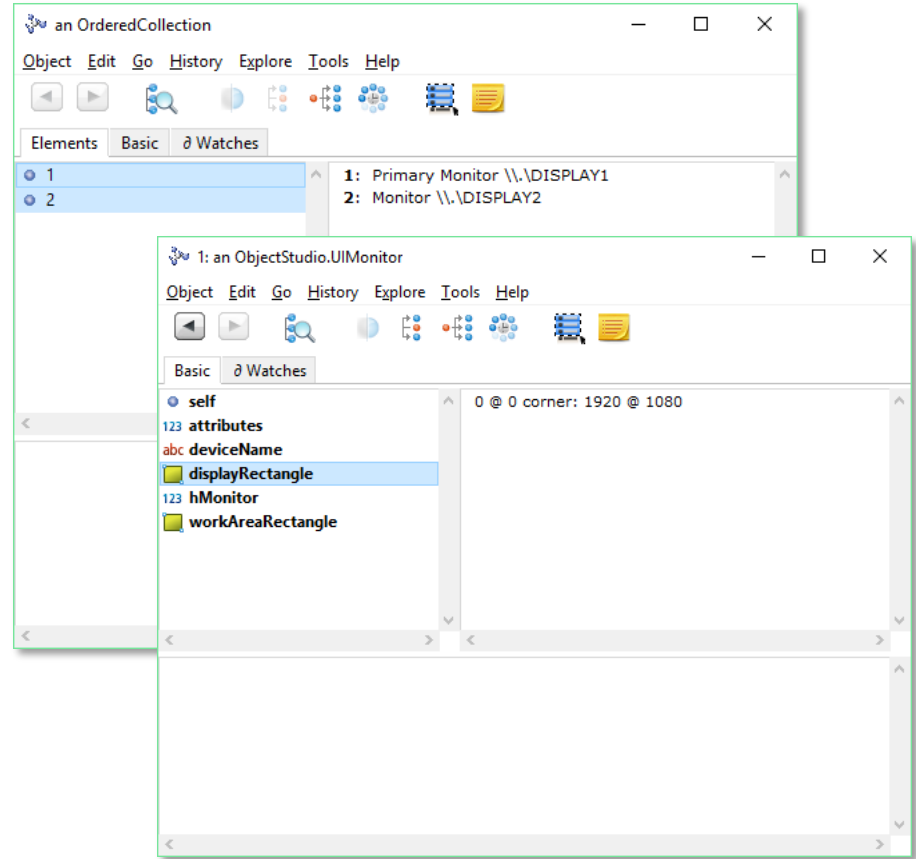 an OrderedCollection
Object Edit Go History Explore Tools Help
Elements Basic ∂ Watches
1
2
1: Primary Monitor \\.\DISPLAY1
2: Monitor \\.\DISPLAY2
1: an ObjectStudio.UIMonitor
Object Edit Go History Explore Tools Help
Basic ∂ Watches
self
123 attributes
abc deviceName
displayRectangle
123 hMonitor
workAreaRectangle
0 @ 0 corner: 1920 @ 1080